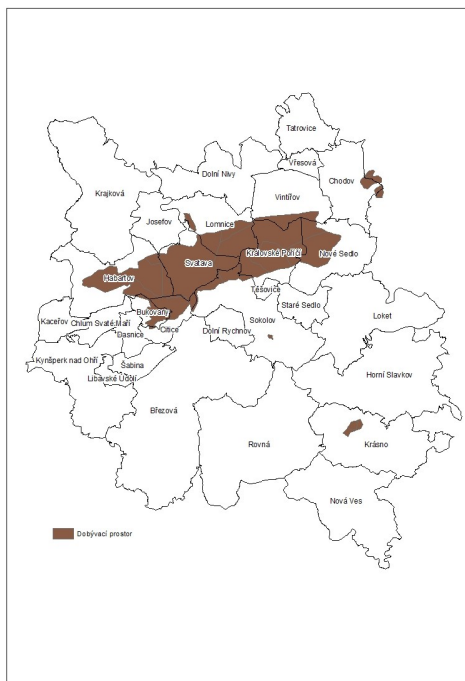 Tatrovice
Vřesová
Dolní Nivy
Chodov
Krajková
Vintířov
Josefov
Lomnice
Královské Poříčí
Nové Sedlo
Svatava
Habartov
Těšovice
Staré Sedlo
Bukovany
Sokolov
Loket
Kaceřov
Chlum Svaté Maří
Citice
Dolní Rychnov
Dasnice
Kynšperk nad Ohří
Šabina
Horní Slavkov
Libavské Údolí
Březová
Krásno
Rovná
Nová Ves
Dobývací prostor